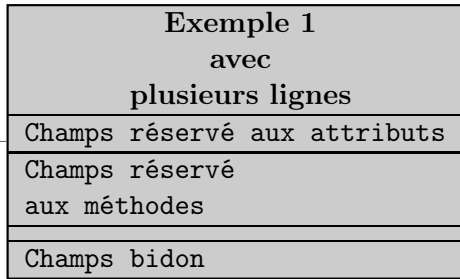 Exemple 1
avec
plusieurs lignes
Champs réservé aux attributs
Champs réservé
aux méthodes
Champs bidon